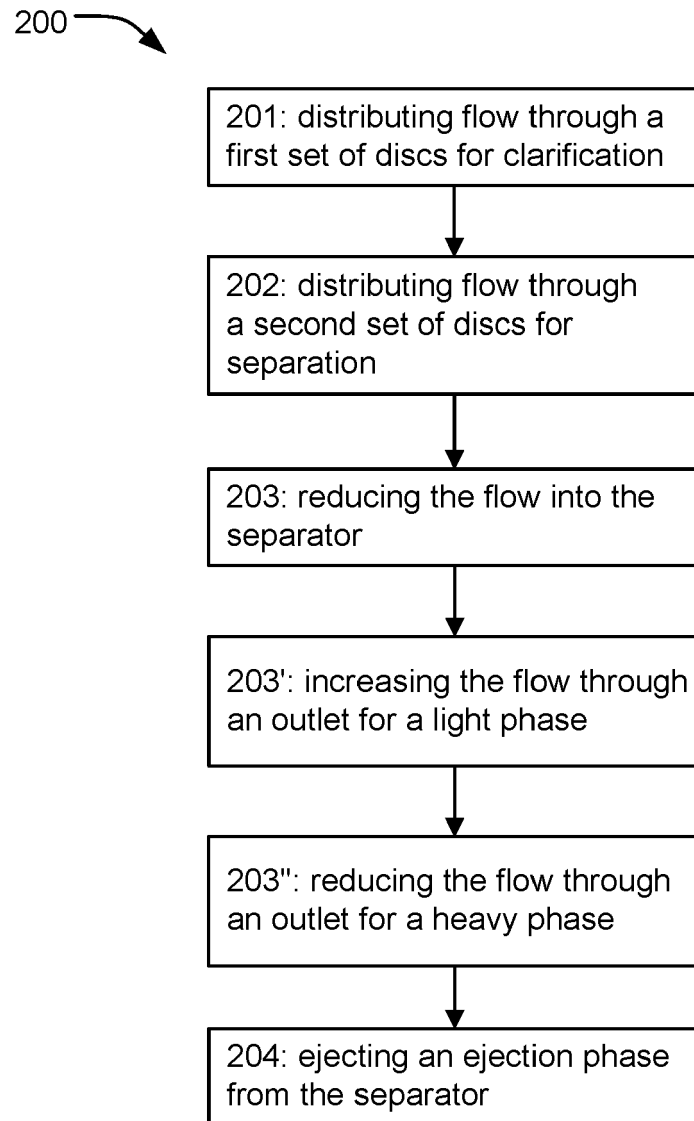 200
201: distributing flow through a
first set of discs for clarification
202: distributing flow through
a second set of discs for
separation
203: reducing the flow into the
separator
203': increasing the flow through
an outlet for a light phase
203": reducing the flow through
an outlet for a heavy phase
204: ejecting an ejection phase
from the separator